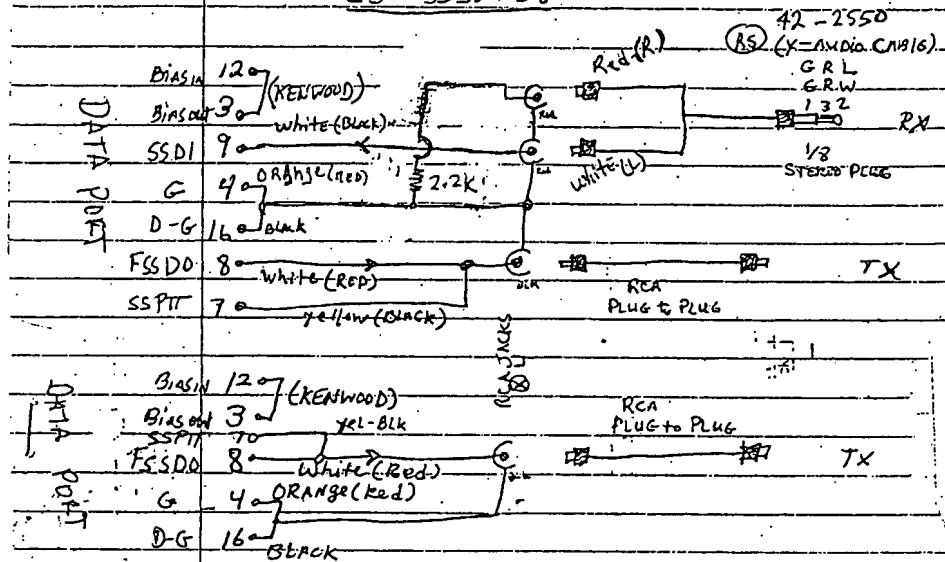 42-2550
RS (Y=AUDIO CABLE)
Red (R)
G R L
G R W
1 3 2
RX
1/8
STEREO PLUG
DATA PORT
BIAS IN 12
(KENWOOD)
BIAS OUT 3
White (BLACK)
SSDI 9
White (L)
G 4 ORANGE (RED)
2.2K
D-G 16 BLACK
FSSDO 8
White (RED)
TX
RCA
PLUG to PLUG
SSPTT 7
yellow (BLACK)
RCA JACKS
DATA PORT
BIAS IN 12
(KENWOOD)
BIAS OUT 3
yel-BLK
SSPTT 7
FSSDO 8
White (Red)
RCA
PLUG to PLUG
TX
G 4 ORANGE (Red)
D-G 16
BLACK